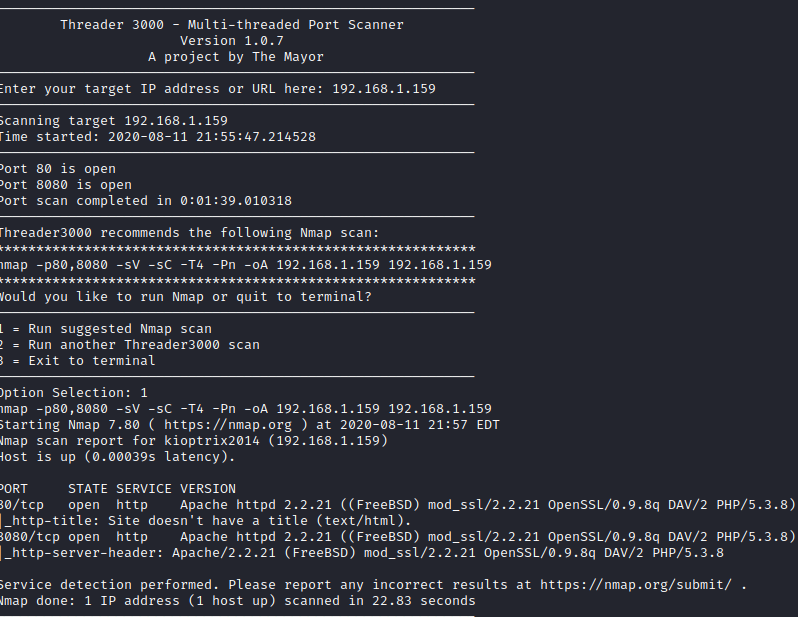 Threader 3000 - Multi-threaded Port Scanner
Version 1.0.7
A project by The Mayor
Enter your target IP address or URL here: 192.168.1.159
Scanning target 192.168.1.159
Time started: 2020-08-11 21:55:47.214528
Port 80 is open
Port 8080 is open
Port scan completed in 0:01:39.010318
Threader3000 recommends the following Nmap scan:
************************************************************
nmap -p80,8080 -sV -sC -T4 -Pn -oA 192.168.1.159 192.168.1.159
************************************************************
Would you like to run Nmap or quit to terminal?
1 = Run suggested Nmap scan
2 = Run another Threader3000 scan
3 = Exit to terminal
Option Selection: 1
nmap -p80,8080 -sV -sC -T4 -Pn -oA 192.168.1.159 192.168.1.159
Starting Nmap 7.80 ( https://nmap.org ) at 2020-08-11 21:57 EDT
Nmap scan report for kioptrix2014 (192.168.1.159)
Host is up (0.00039s latency).
PORT     STATE SERVICE VERSION
80/tcp   open  http    Apache httpd 2.2.21 ((FreeBSD) mod_ssl/2.2.21 OpenSSL/0.9.8q DAV/2 PHP/5.3.8)
|_http-title: Site doesn't have a title (text/html).
8080/tcp open  http    Apache httpd 2.2.21 ((FreeBSD) mod_ssl/2.2.21 OpenSSL/0.9.8q DAV/2 PHP/5.3.8)
|_http-server-header: Apache/2.2.21 (FreeBSD) mod_ssl/2.2.21 OpenSSL/0.9.8q DAV/2 PHP/5.3.8
Service detection performed. Please report any incorrect results at https://nmap.org/submit/ .
Nmap done: 1 IP address (1 host up) scanned in 22.83 seconds